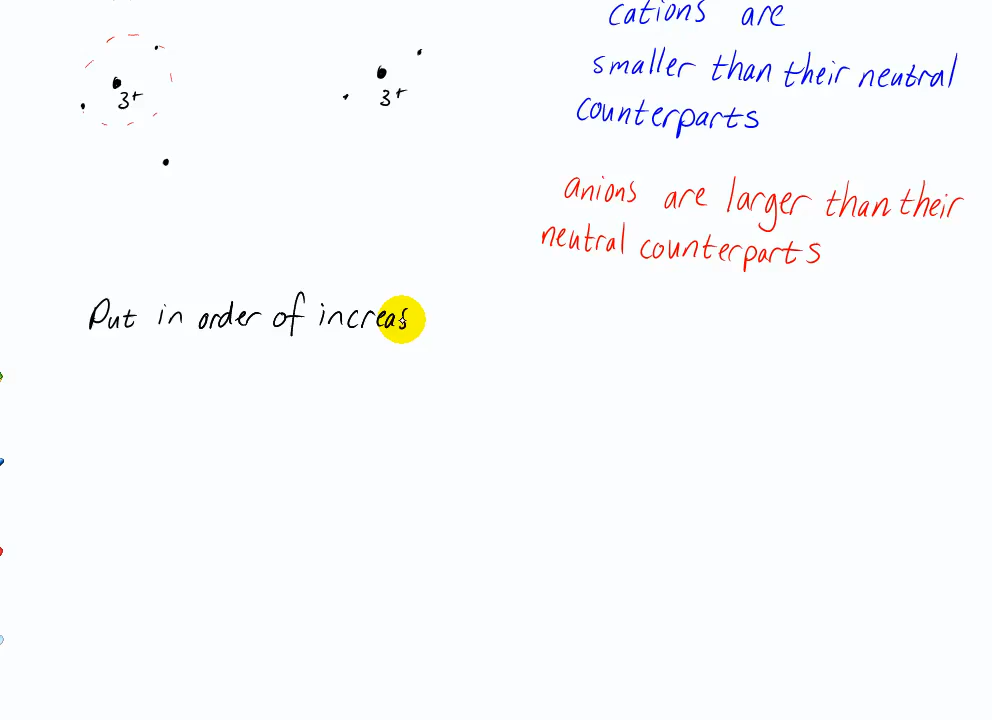 cations are
smaller than their neutral
counterparts
3+
3+
anions are larger than their
neutral counterparts
Put in order of increas